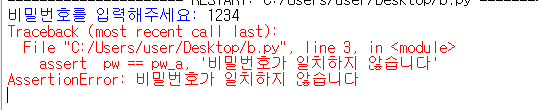 RESTART: C:/Users/user/Desktop/b.py
비밀번호를 입력해주세요: 1234
Traceback (most recent call last):
  File "C:/Users/user/Desktop/b.py", line 3, in <module>
    assert  pw == pw_a, '비밀번호가 일치하지 않습니다'
AssertionError: 비밀번호가 일치하지 않습니다